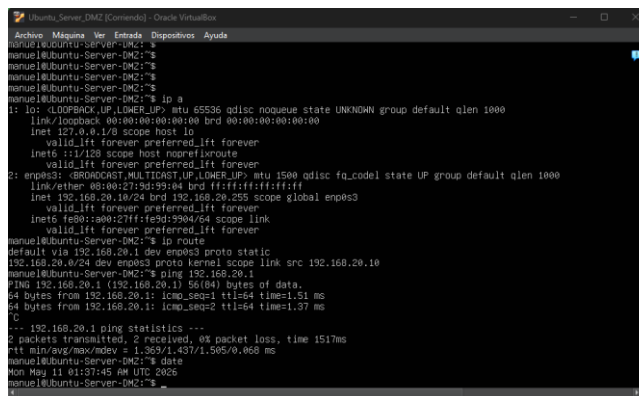 Ubuntu_Server_DMZ [Corriendo] - Oracle VirtualBox
Archivo Máquina Ver Entrada Dispositivos Ayuda
manuel@Ubuntu-Server-DMZ:~$
manuel@Ubuntu-Server-DMZ:~$
manuel@Ubuntu-Server-DMZ:~$
manuel@Ubuntu-Server-DMZ:~$
manuel@Ubuntu-Server-DMZ:~$
manuel@Ubuntu-Server-DMZ:~$ ip a
1: lo: <LOOPBACK,UP,LOWER_UP> mtu 65536 qdisc noqueue state UNKNOWN group default qlen 1000
link/loopback 00:00:00:00:00:00 brd 00:00:00:00:00:00
inet 127.0.0.1/8 scope host lo
valid_lft forever preferred_lft forever
inet6 ::1/128 scope host noprefixroute
valid_lft forever preferred_lft forever
2: enp0s3: <BROADCAST,MULTICAST,UP,LOWER_UP> mtu 1500 qdisc fq_codel state UP group default qlen 1000
link/ether 08:00:27:9d:99:04 brd ff:ff:ff:ff:ff:ff
inet 192.168.20.10/24 brd 192.168.20.255 scope global enp0s3
valid_lft forever preferred_lft forever
inet6 fe80::a00:27ff:fe9d:9904/64 scope link
valid_lft forever preferred_lft forever
manuel@Ubuntu-Server-DMZ:~$ ip route
default via 192.168.20.1 dev enp0s3 proto static
192.168.20.0/24 dev enp0s3 proto kernel scope link src 192.168.20.10
manuel@Ubuntu-Server-DMZ:~$ ping 192.168.20.1
PING 192.168.20.1 (192.168.20.1) 56(84) bytes of data.
64 bytes from 192.168.20.1: icmp_seq=1 ttl=64 time=1.51 ms
64 bytes from 192.168.20.1: icmp_seq=2 ttl=64 time=1.37 ms
^C
--- 192.168.20.1 ping statistics ---
2 packets transmitted, 2 received, 0% packet loss, time 1517ms
rtt min/avg/max/mdev = 1.369/1.437/1.505/0.068 ms
manuel@Ubuntu-Server-DMZ:~$ date
Mon May 11 01:37:45 AM UTC 2026
manuel@Ubuntu-Server-DMZ:~$ _